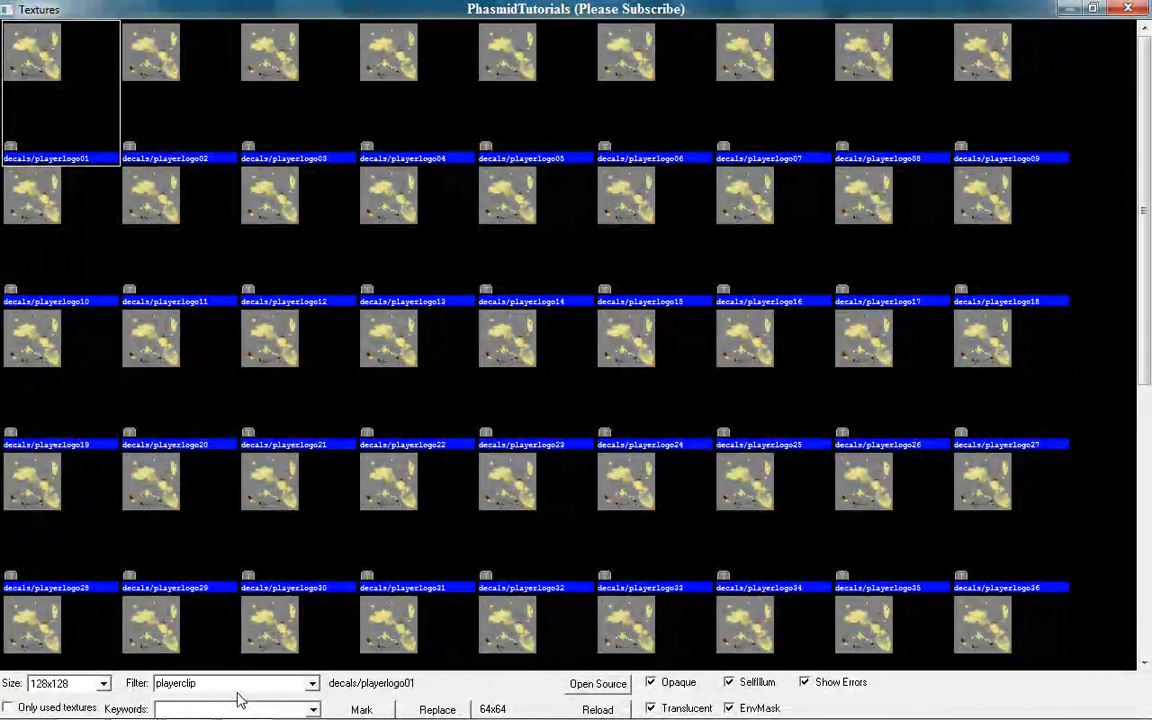 Textures
PhasmidTutorials (Please Subscribe)
decals/playerlogo01 decals/playerlogo02 decals/playerlogo03 decals/playerlogo04 decals/playerlogo05 decals/playerlogo06 decals/playerlogo07 decals/playerlogo08 decals/playerlogo09
decals/playerlogo10 decals/playerlogo11 decals/playerlogo12 decals/playerlogo13 decals/playerlogo14 decals/playerlogo15 decals/playerlogo16 decals/playerlogo17 decals/playerlogo18
decals/playerlogo19 decals/playerlogo20 decals/playerlogo21 decals/playerlogo22 decals/playerlogo23 decals/playerlogo24 decals/playerlogo25 decals/playerlogo26 decals/playerlogo27
decals/playerlogo28 decals/playerlogo29 decals/playerlogo30 decals/playerlogo31 decals/playerlogo32 decals/playerlogo33 decals/playerlogo34 decals/playerlogo35 decals/playerlogo36
Size: 128x128 Filter: playerclip decals/playerlogo01 Open Source Opaque SelfIllum Show Errors
Only used textures Keywords: Mark Replace 64x64 Reload Translucent EnvMask